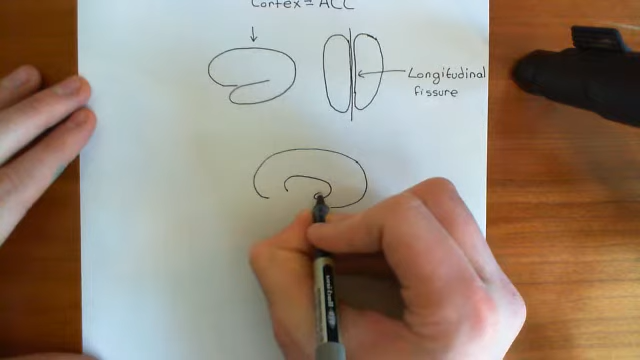 Cortex = ACC
Longitudinal
fissure